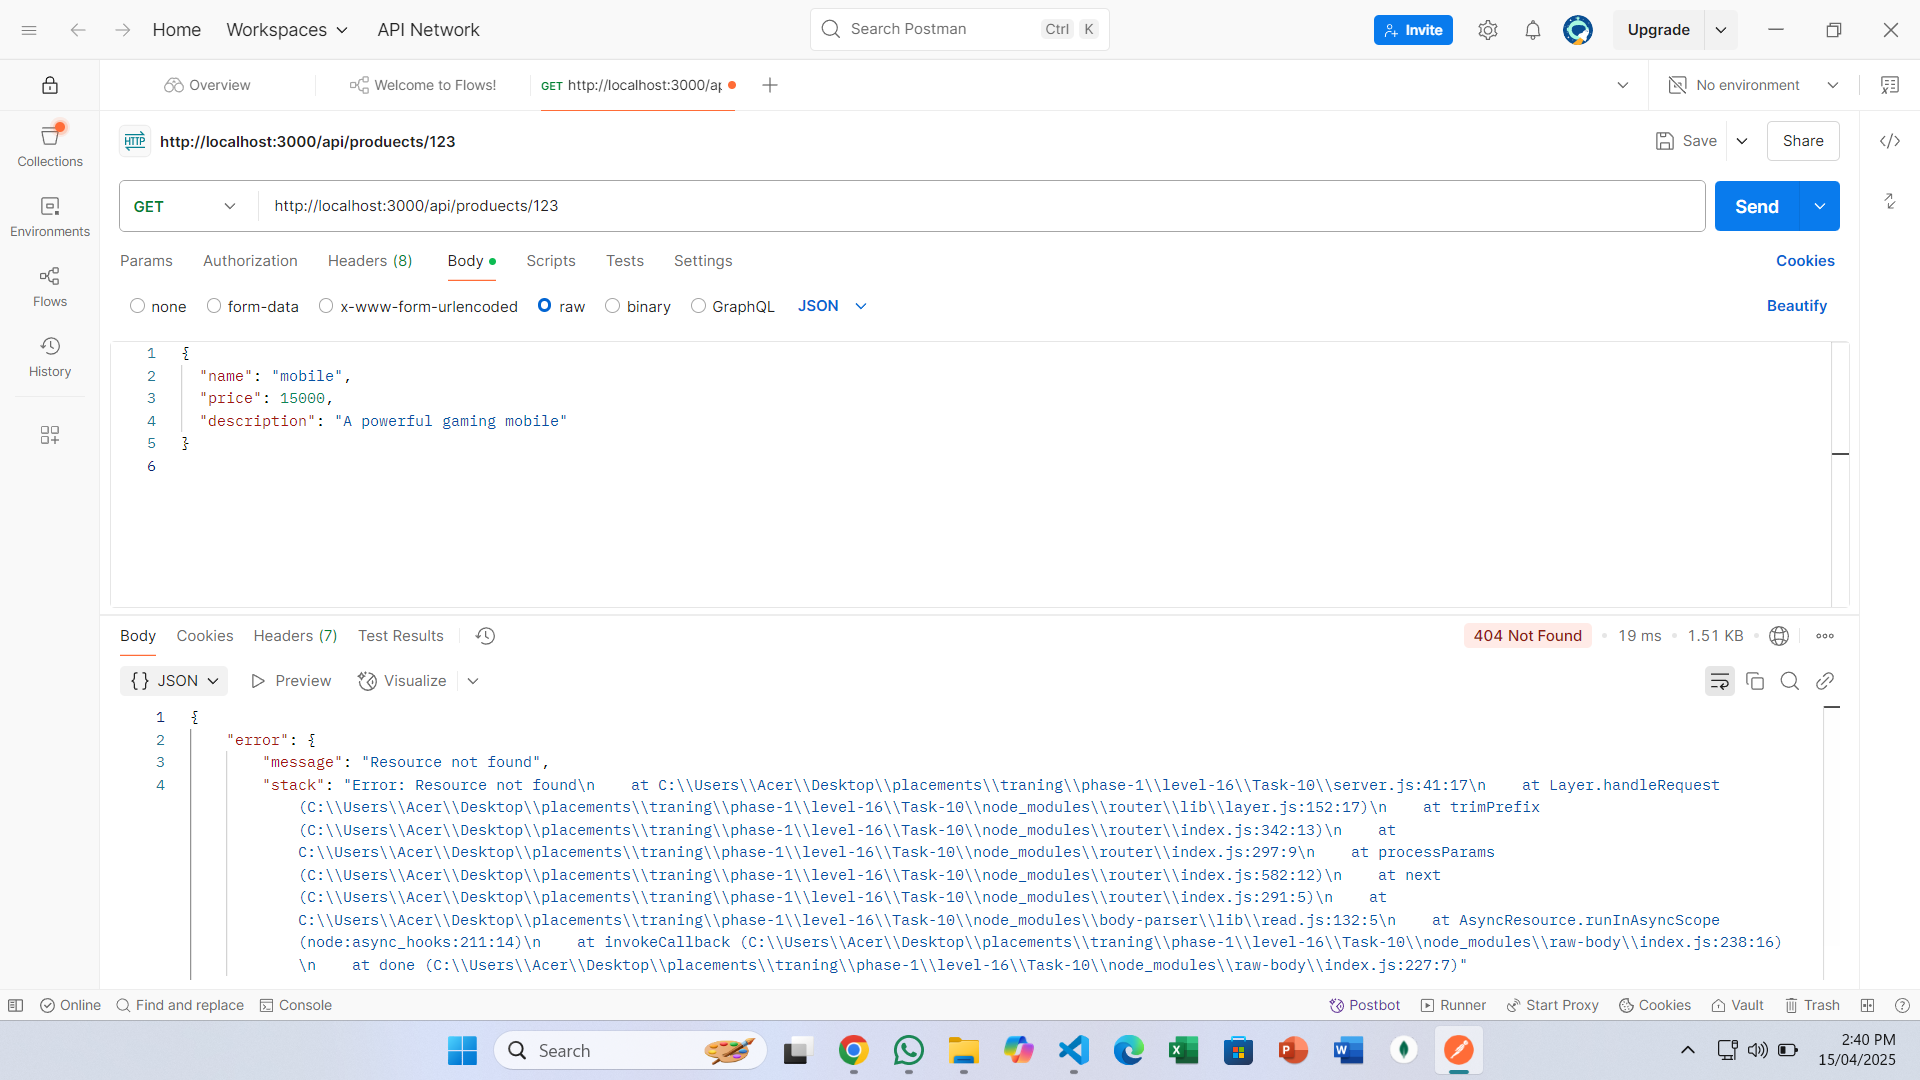 Home
Workspaces
API Network
Search Postman
Ctrl
K
Invite
Upgrade
Overview
Welcome to Flows!
GET http://localhost:3000/ap
No environment
Collections
Environments
Flows
History
HTTP
http://localhost:3000/api/produects/123
Save
Share
GET
http://localhost:3000/api/produects/123
Send
Params
Authorization
Headers (8)
Body
Scripts
Tests
Settings
Cookies
none
form-data
x-www-form-urlencoded
raw
binary
GraphQL
JSON
Beautify
1 {
2 "name": "mobile",
3 "price": 15000,
4 "description": "A powerful gaming mobile"
5 }
6
Body
Cookies
Headers (7)
Test Results
404 Not Found
19 ms
1.51 KB
{} JSON
Preview
Visualize
1 {
2 "error": {
3 "message": "Resource not found",
4 "stack": "Error: Resource not found\n    at C:\\Users\\Acer\\Desktop\\placements\\traning\\phase-1\\level-16\\Task-10\\server.js:41:17\n    at Layer.handleRequest
(C:\\Users\\Acer\\Desktop\\placements\\traning\\phase-1\\level-16\\Task-10\\node_modules\\router\\lib\\layer.js:152:17)\n    at trimPrefix
(C:\\Users\\Acer\\Desktop\\placements\\traning\\phase-1\\level-16\\Task-10\\node_modules\\router\\index.js:342:13)\n    at
C:\\Users\\Acer\\Desktop\\placements\\traning\\phase-1\\level-16\\Task-10\\node_modules\\router\\index.js:297:9\n    at processParams
(C:\\Users\\Acer\\Desktop\\placements\\traning\\phase-1\\level-16\\Task-10\\node_modules\\router\\index.js:582:12)\n    at next
(C:\\Users\\Acer\\Desktop\\placements\\traning\\phase-1\\level-16\\Task-10\\node_modules\\router\\index.js:291:5)\n    at
C:\\Users\\Acer\\Desktop\\placements\\traning\\phase-1\\level-16\\Task-10\\node_modules\\body-parser\\lib\\read.js:132:5\n    at AsyncResource.runInAsyncScope
(node:async_hooks:211:14)\n    at invokeCallback (C:\\Users\\Acer\\Desktop\\placements\\traning\\phase-1\\level-16\\Task-10\\node_modules\\raw-body\\index.js:238:16)
\n    at done (C:\\Users\\Acer\\Desktop\\placements\\traning\\phase-1\\level-16\\Task-10\\node_modules\\raw-body\\index.js:227:7)"
Online
Find and replace
Console
Postbot
Runner
Start Proxy
Cookies
Vault
Trash
Search
2:40 PM
15/04/2025